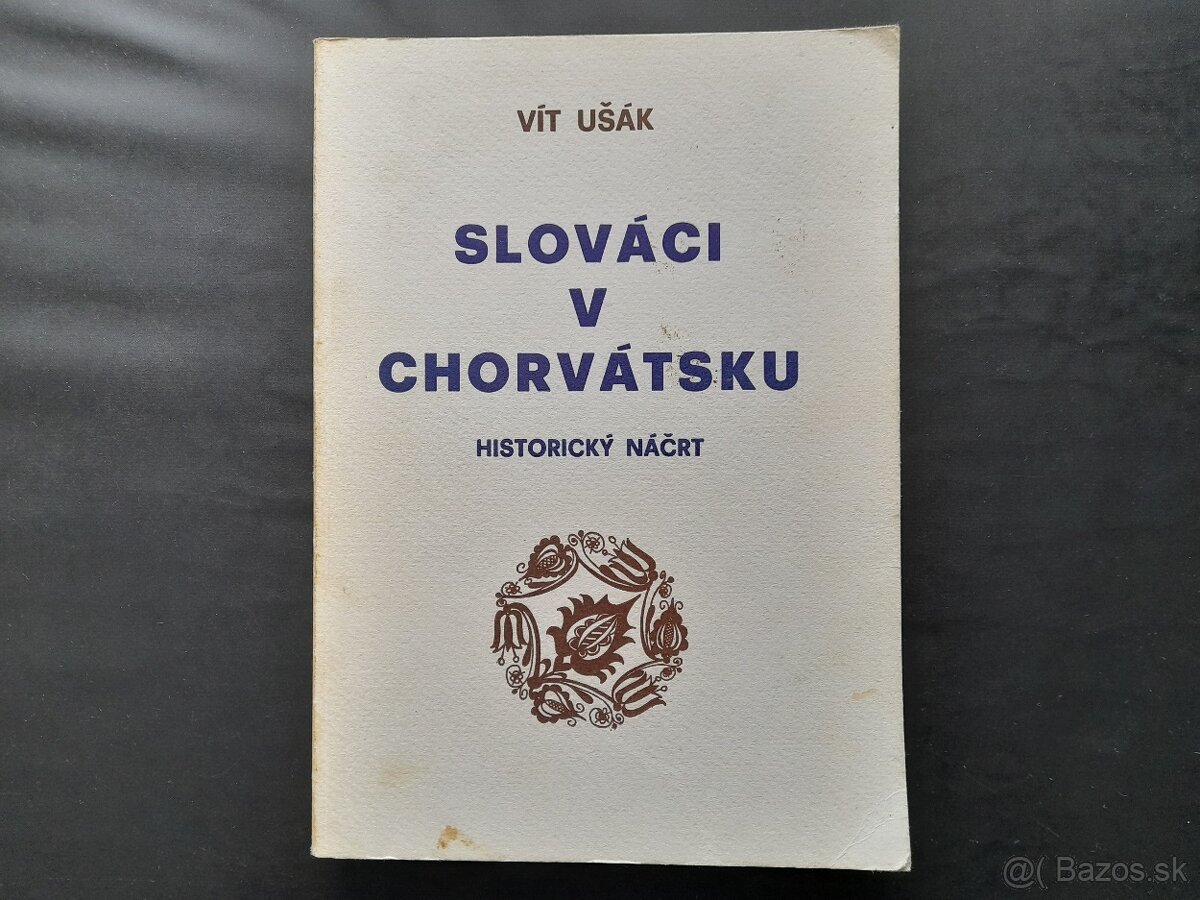 VÍT UŠÁK
SLOVÁCI
V
CHORVÁTSKU
HISTORICKÝ NÁČRT
@( Bazos.sk